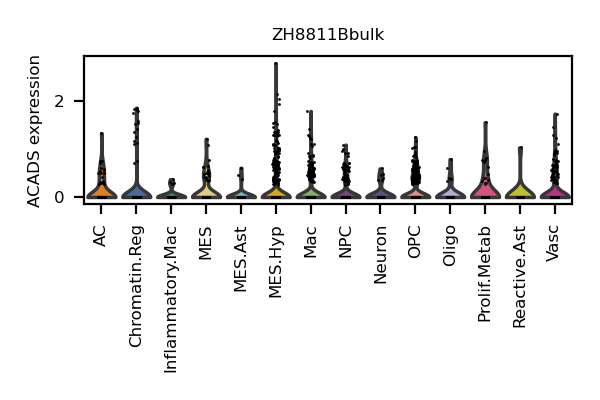 ZH8811Bbulk
ACADS expression
2
0
AC
Chromatin.Reg
Inflammatory.Mac
MES
MES.Ast
MES.Hyp
Mac
NPC
Neuron
OPC
Oligo
Prolif.Metab
Reactive.Ast
Vasc